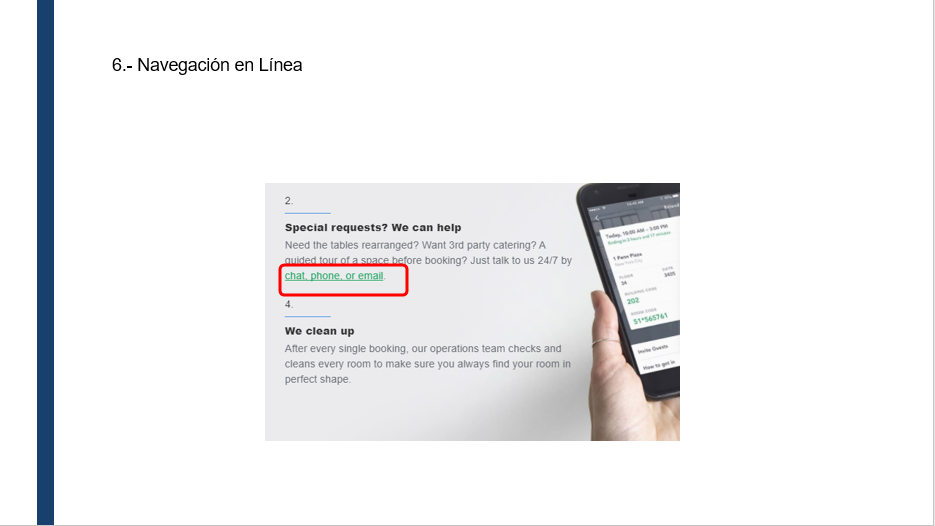 6.- Navegación en Línea
2.
Special requests? We can help
Need the tables rearranged? Want 3rd party catering? A
guided tour of a space before booking? Just talk to us 24/7 by
chat, phone, or email.
4.
We clean up
After every single booking, our operations team checks and
cleans every room to make sure you always find your room in
perfect shape.
Today, 10:00 AM – 3:00 PM
Ending in 2 hours and 17 minutes
1 Penn Plaza
New York City
FLOOR
34
BUILDING CODE
202
ROOM CODE
51*565761
Invite Guests
How to get in